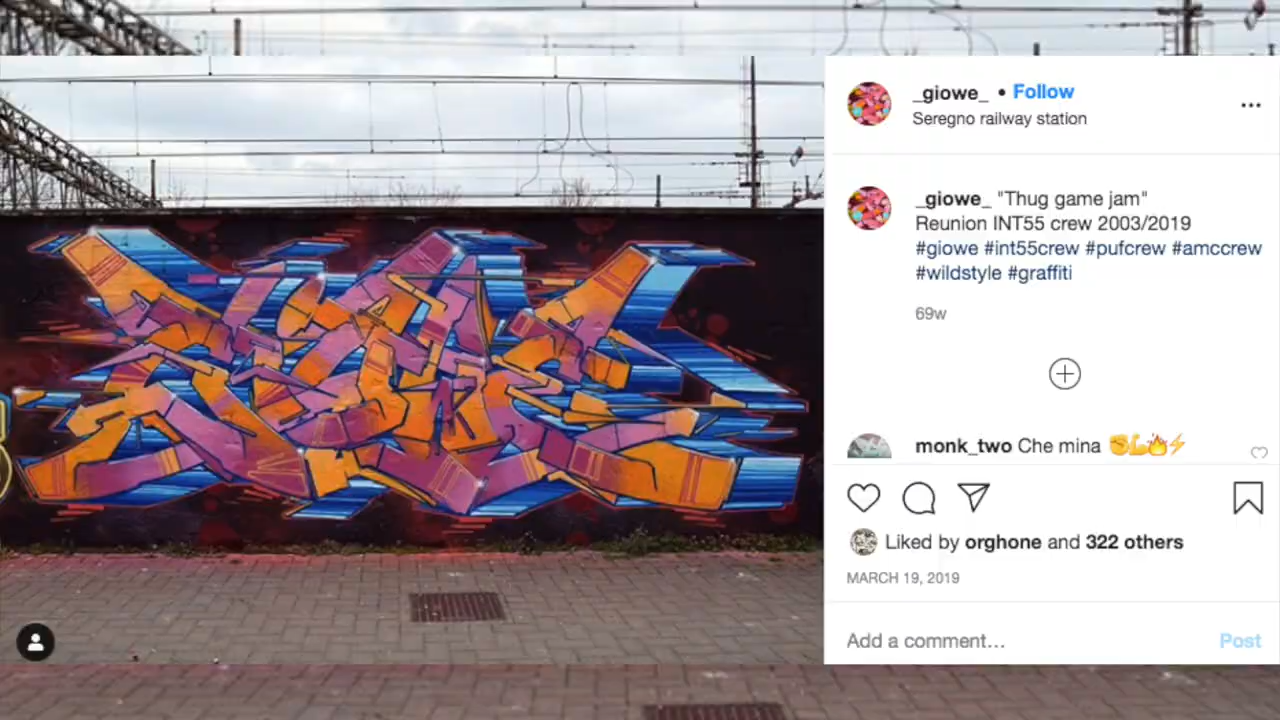 _giowe_ • Follow
Seregno railway station
...
_giowe_ "Thug game jam"
Reunion INT55 crew 2003/2019
#giowe #int55crew #pufcrew #amccrew
#wildstyle #graffiti
69w
monk_two Che mina ✊💪🔥⚡
Liked by orghone and 322 others
MARCH 19, 2019
Add a comment...
Post